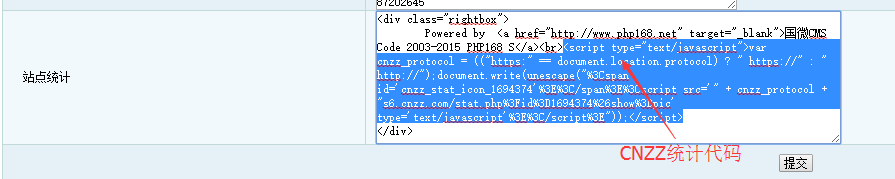 87202645
站点统计
<div class="rightbox">
Powered by <a href="http://www.php168.net" target="_blank">国微CMS
Code 2003-2015 PHP168 S</a><br><script type="text/javascript">var
cnzz_protocol = (("https:" == document.location.protocol) ? " https://" : "
http://");document.write(unescape("%3Cspan
id='cnzz_stat_icon_1694374'%3E%3C/span%3E%3Cscript src='" + cnzz_protocol +
"s6.cnzz.com/stat.php%3Fid%3D1694374%26show%3Dpic'
type='text/javascript'%3E%3C/script%3E"));</script>
</div>
CNZZ统计代码
提交